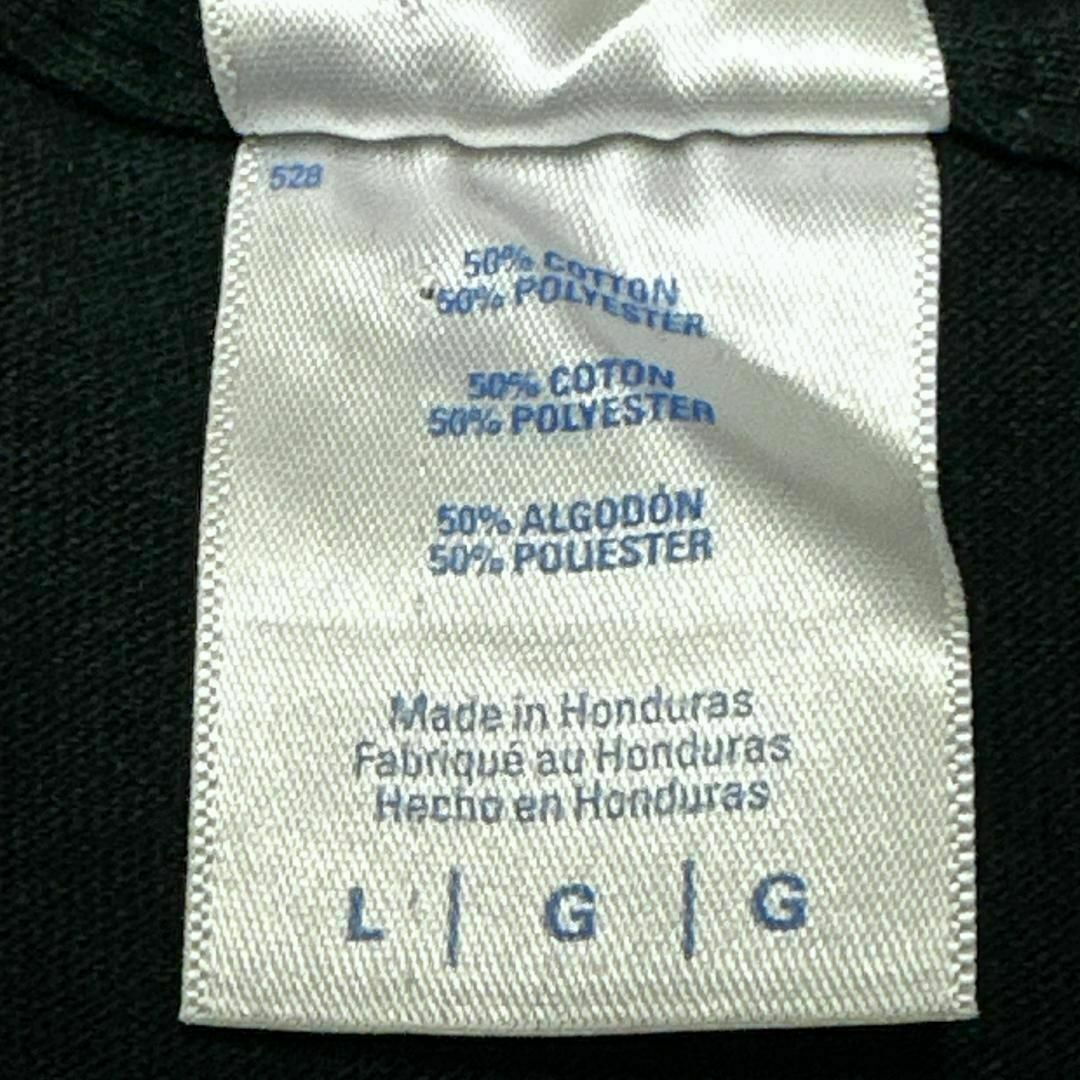 528
50% COTTON
50% POLYESTER
50% COTON
50% POLYESTER
50% ALGODÓN
50% POLIESTER
Made in Honduras
Fabriqué au Honduras
Hecho en Honduras
L | G | G